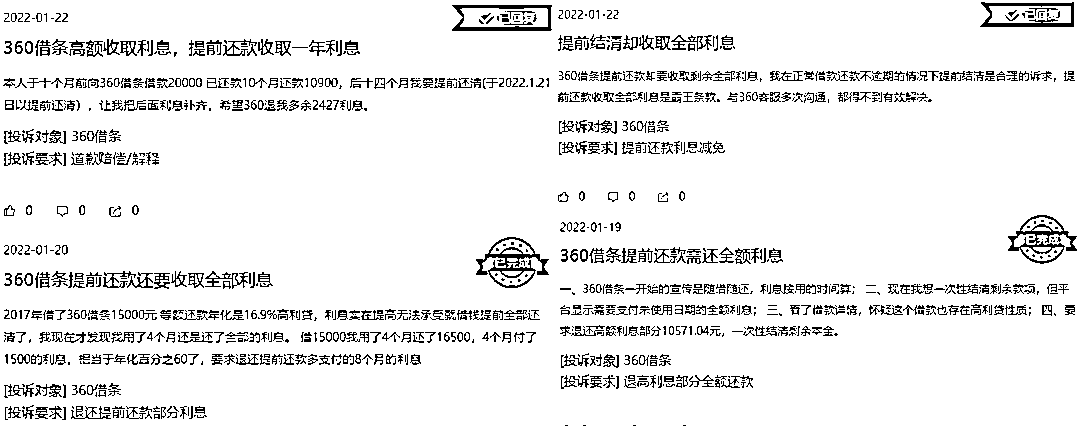 2022-01-22
已回复
360借条高额收取利息，提前还款收取一年利息
本人于十个月前向360借条借款20000 已还款10个月还款10900，后十四个月我要提前还清(于2022.1.21
日以提前还清），让我把后面利息补齐，希望360退我多余2427利息。
[投诉对象] 360借条
[投诉要求] 道歉赔偿/解释
0 0 0
2022-01-20
已完成
360借条提前还款还要收取全部利息
2017年借了360借条15000元 等额还款年化是16.9%高利贷，利息实在提高无法承受就借钱提前全部还
清了，我现在才发现我用了4个月还是还了全部的利息。 借15000我用了4个月还了16500，4个月付了
1500的利息，相当于年化百分之60了，要求退还提前还款多支付的8个月的利息
[投诉对象] 360借条
[投诉要求] 退还提前还款部分利息
2022-01-22
已回复
提前结清却收取全部利息
360借条提前还款却要收取剩余全部利息，我在正常借款还款不逾期的情况下提前结清是合理的诉求，提
前还款收取全部利息是霸王条款。与360客服多次沟通，都得不到有效解决。
[投诉对象] 360借条
[投诉要求] 提前还款利息减免
0 0 0
2022-01-19
已完成
360借条提前还款需还全额利息
一、360借条一开始的宣传是随借随还，利息按用的时间算； 二、现在我想一次性结清剩余款项，但平
台显示需要支付未使用日期的全额利息； 三、看了借款详情，怀疑这个借款也存在高利贷性质； 四、要
求退还高额利息部分10571.04元，一次性结清剩余本金。
[投诉对象] 360借条
[投诉要求] 退高利息部分全额还款